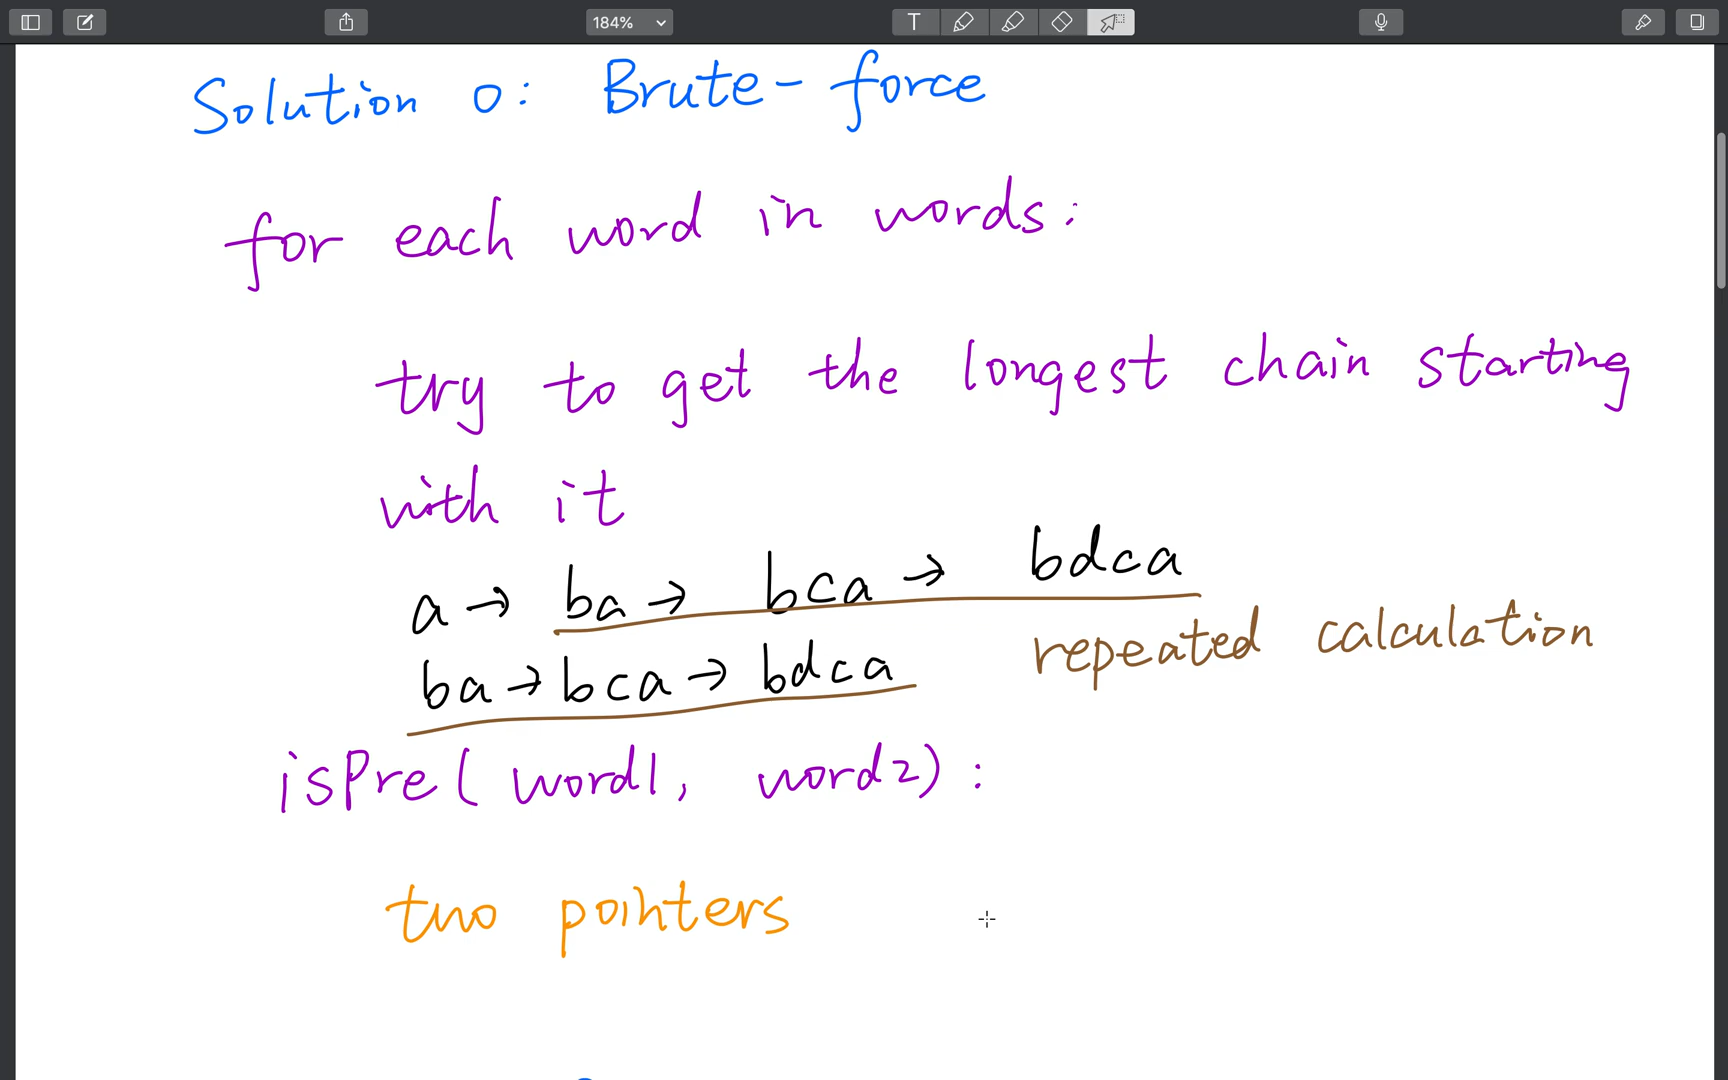 184%
T
Solution 0: Brute-force
for each word in words:
try to get the longest chain starting
with it
a → ba → bca → bdca
repeated calculation
ba → bca → bdca
isPre(word1, word2):
two pointers